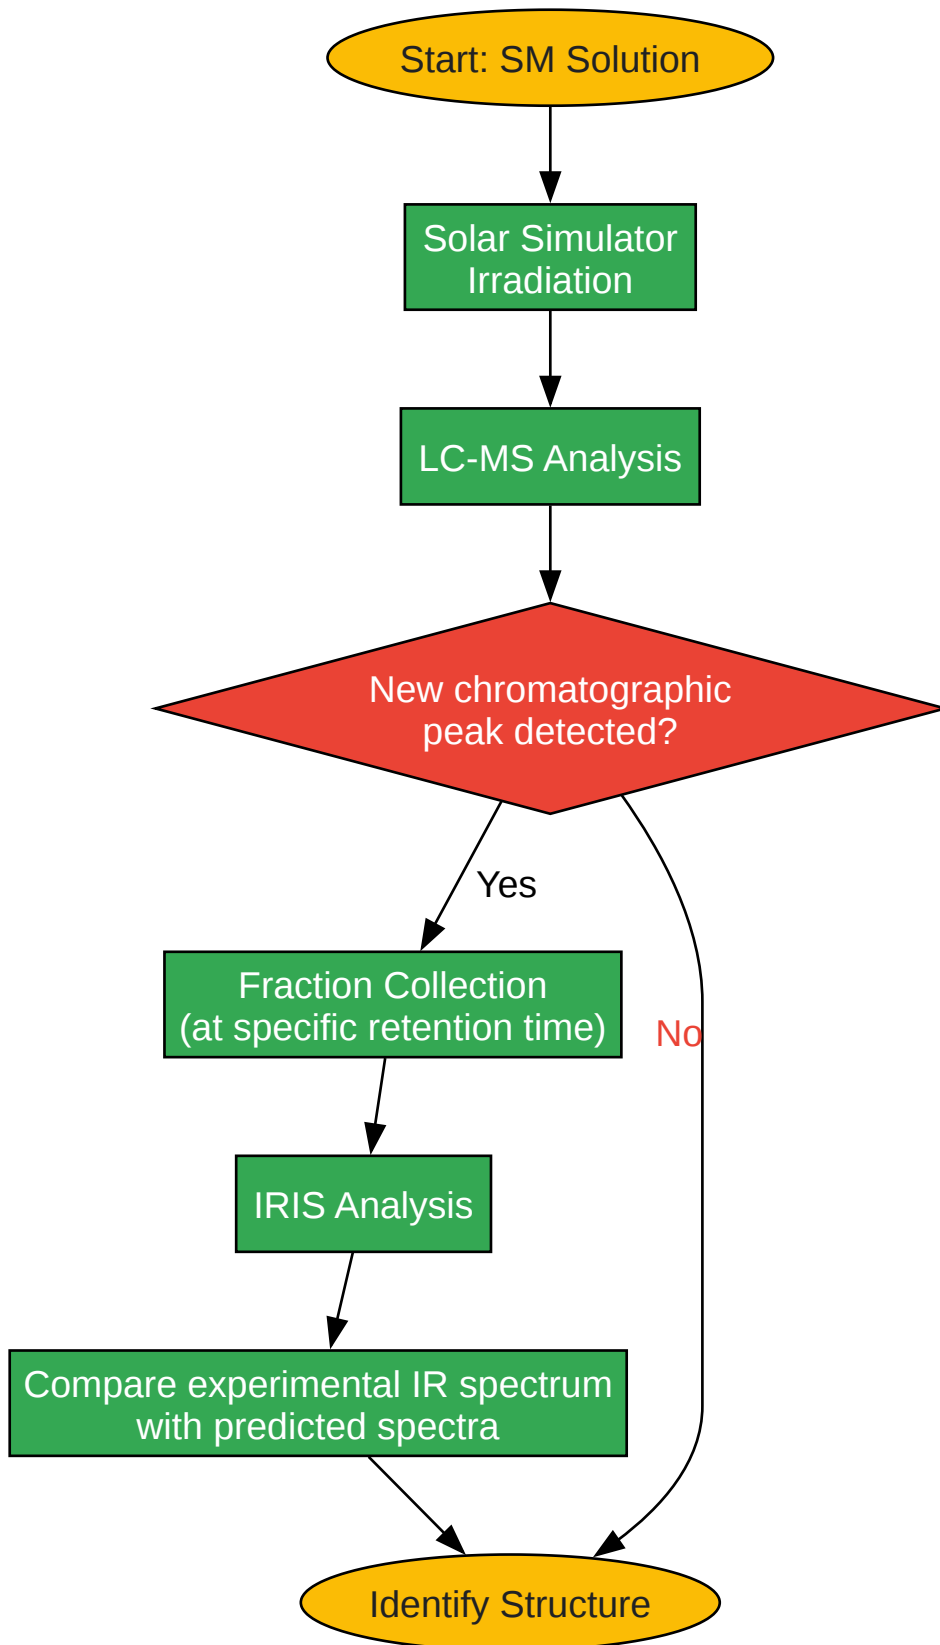 Start: SM Solution
Solar Simulator
Irradiation
LC-MS Analysis
New chromatographic
peak detected?
Yes
Fraction Collection
(at specific retention time)
No
IRIS Analysis
Compare experimental IR spectrum
with predicted spectra
Identify Structure